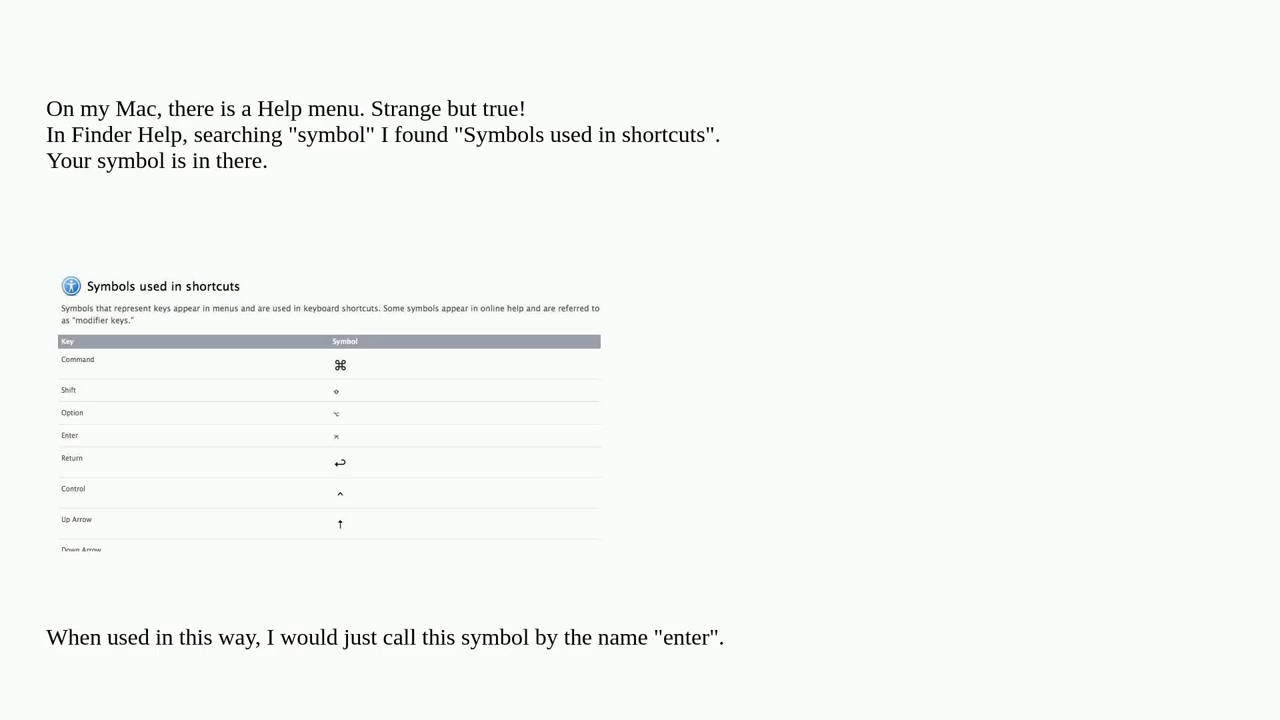 On my Mac, there is a Help menu. Strange but true!
In Finder Help, searching "symbol" I found "Symbols used in shortcuts".
Your symbol is in there.
Symbols used in shortcuts
Symbols that represent keys appear in menus and are used in keyboard shortcuts. Some symbols appear in online help and are referred to
as "modifier keys."
Key Symbol
Command ⌘
Shift ⇧
Option ⌥
Enter ⌤
Return ↩
Control ⌃
Up Arrow ↑
Down Arrow
When used in this way, I would just call this symbol by the name "enter".